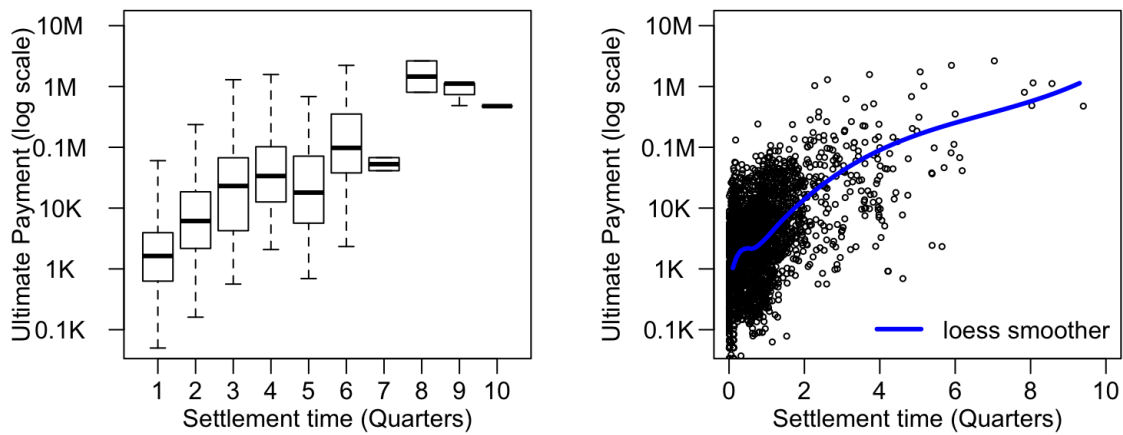 Ultimate Payment (log scale)
10M
1M
0.1M
10K
1K
0.1K
1 2 3 4 5 6 7 8 9 10
Settlement time (Quarters)
Ultimate Payment (log scale)
10M
1M
0.1M
10K
1K
0.1K
loess smoother
0 2 4 6 8 10
Settlement time (Quarters)